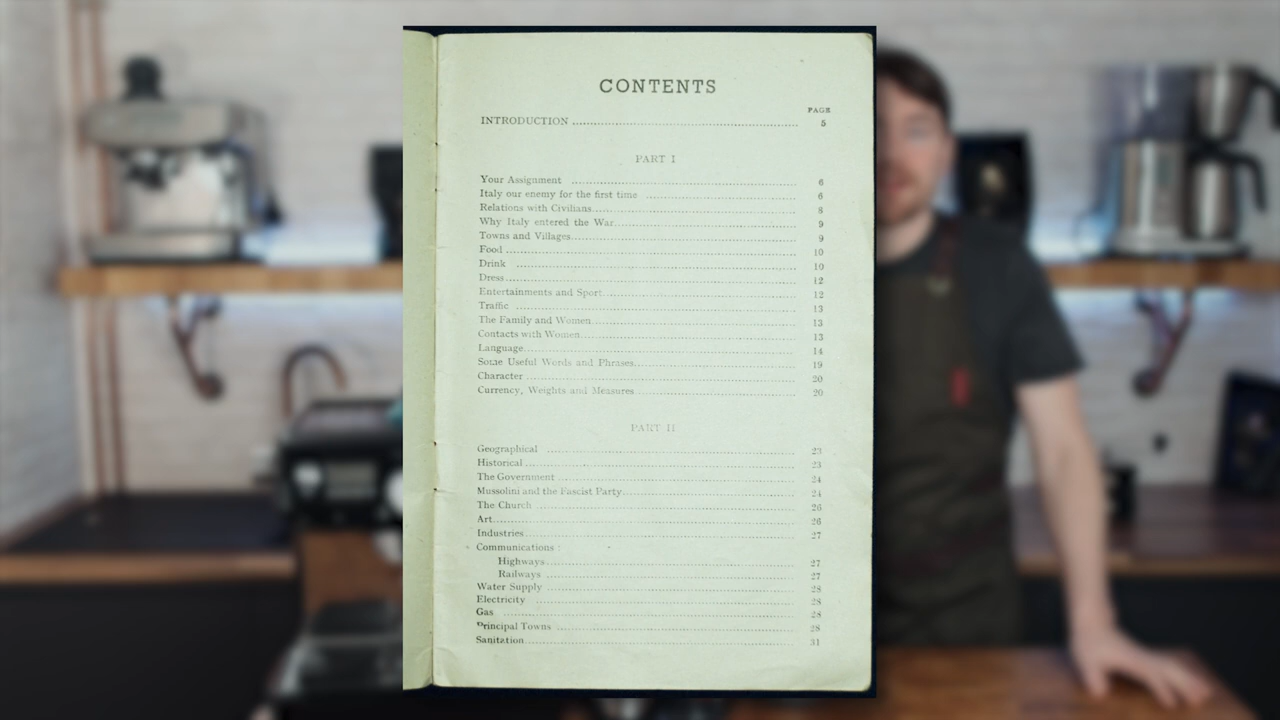 CONTENTS
PAGE
INTRODUCTION ........ 5
PART I
Your Assignment ........ 6
Italy our enemy for the first time ........ 6
Relations with Civilians ........ 8
Why Italy entered the War ........ 9
Towns and Villages ........ 9
Food ........ 10
Drink ........ 10
Dress ........ 12
Entertainments and Sport ........ 12
Traffic ........ 13
The Family and Women ........ 13
Contacts with Women ........ 13
Language ........ 14
Some Useful Words and Phrases ........ 19
Character ........ 20
Currency, Weights and Measures ........ 20
PART II
Geographical ........ 23
Historical ........ 23
The Government ........ 24
Mussolini and the Fascist Party ........ 24
The Church ........ 26
Art ........ 26
Industries ........ 27
Communications :
Highways ........ 27
Railways ........ 27
Water Supply ........ 28
Electricity ........ 28
Gas ........ 28
Principal Towns ........ 28
Sanitation ........ 31